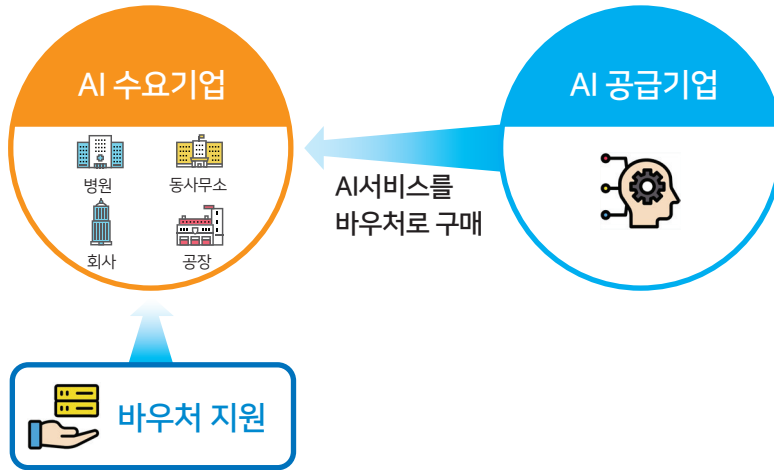 AI 수요기업
병원
동사무소
회사
공장
AI 공급기업
AI서비스를
바우처로 구매
바우처 지원